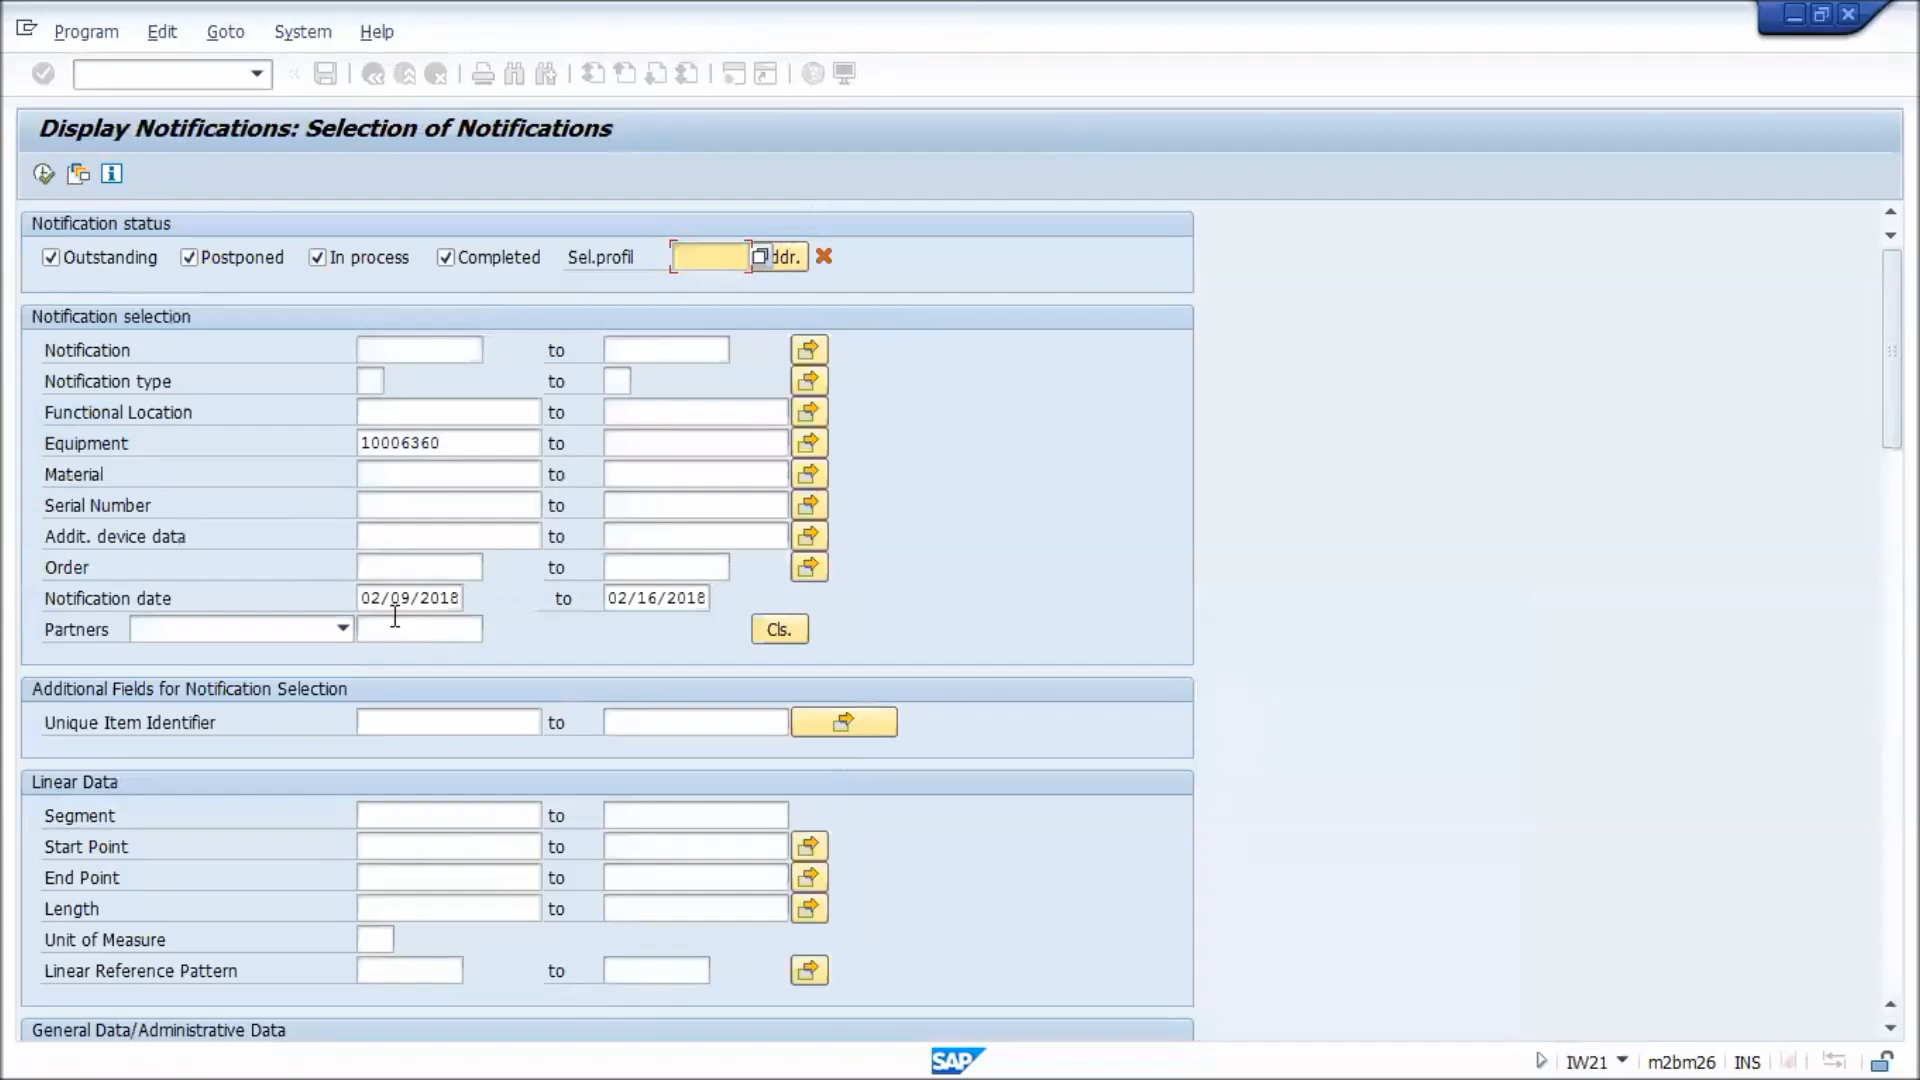 Program Edit Goto System Help
Display Notifications: Selection of Notifications
Notification status
Outstanding Postponed In process Completed Sel.profil ddr.
Notification selection
Notification to
Notification type to
Functional Location to
Equipment 10006360 to
Material to
Serial Number to
Addit. device data to
Order to
Notification date 02/09/2018 to 02/16/2018
Partners Cls.
Additional Fields for Notification Selection
Unique Item Identifier to
Linear Data
Segment to
Start Point to
End Point to
Length to
Unit of Measure
Linear Reference Pattern to
General Data/Administrative Data
SAP IW21 m2bm26 INS